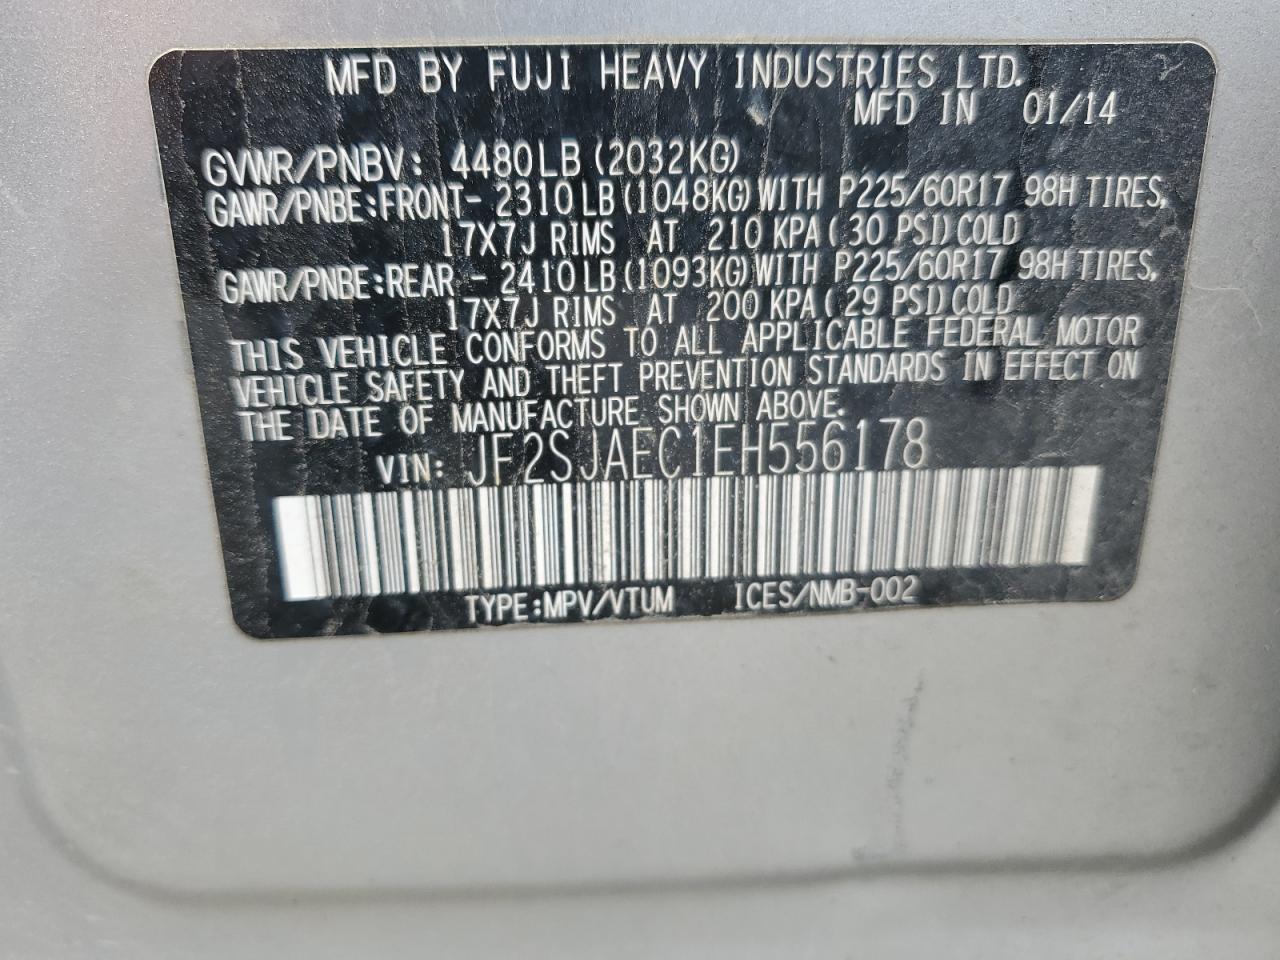 MFD BY FUJI HEAVY INDUSTRIES LTD.
MFD IN 01/14
GVWR/PNBV: 4480LB (2032KG)
GAWR/PNBE:FRONT- 2310LB (1048KG) WITH P225/60R17 98H TIRES,
17X7J RIMS AT 210 KPA (30 PSI) COLD
GAWR/PNBE:REAR - 2410LB (1093KG) WITH P225/60R17 98H TIRES,
17X7J RIMS AT 200 KPA (29 PSI) COLD
THIS VEHICLE CONFORMS TO ALL APPLICABLE FEDERAL MOTOR
VEHICLE SAFETY AND THEFT PREVENTION STANDARDS IN EFFECT ON
THE DATE OF MANUFACTURE SHOWN ABOVE.
VIN: JF2SJAEC1EH556178
TYPE:MPV/VTUM ICES/NMB-002